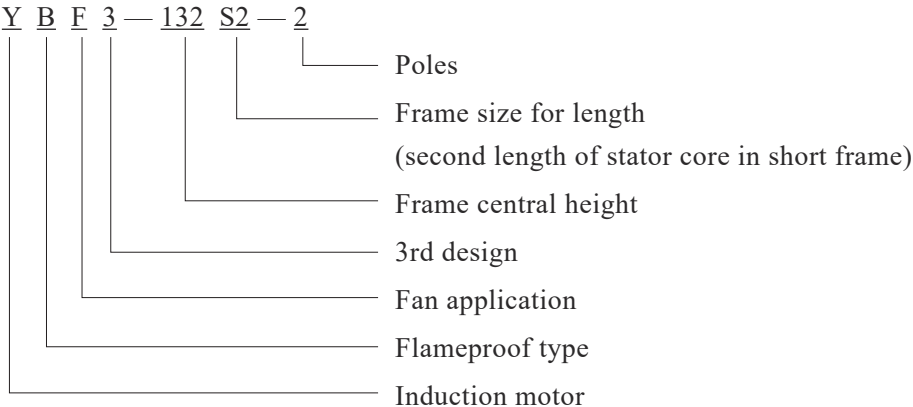 Y B F 3 — 132 S2 — 2
Poles
Frame size for length
(second length of stator core in short frame)
Frame central height
3rd design
Fan application
Flameproof type
Induction motor